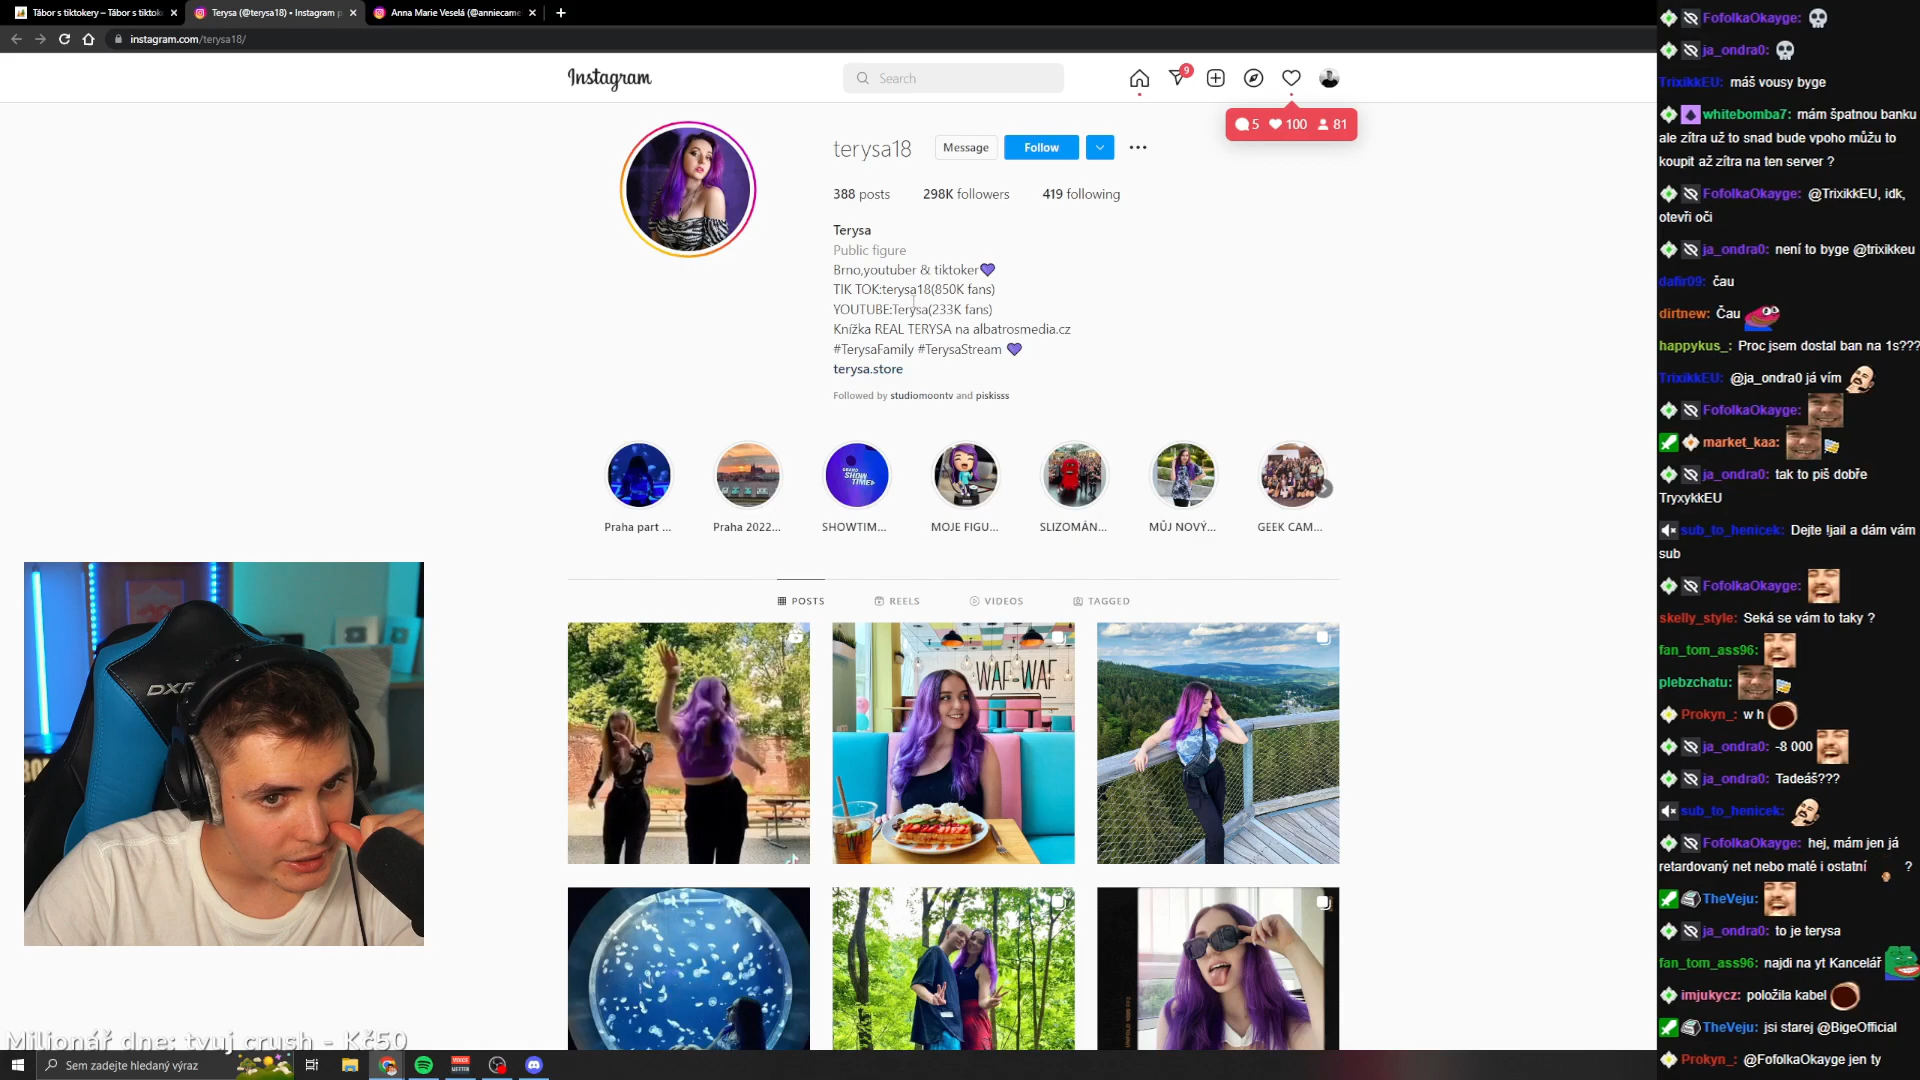 Tábor s tiktokery – Tábor s tiktok
Terysa (@terysa18) • Instagram p
Anna Marie Veselá (@anniecame
instagram.com/terysa18/
Instagram
Search
9
5 100 81
terysa18
Message
Follow
388 posts 298K followers 419 following
Terysa
Public figure
Brno,youtuber & tiktoker💜
TIK TOK:terysa18(850K fans)
YOUTUBE:Terysa(233K fans)
Knížka REAL TERYSA na albatrosmedia.cz
#TerysaFamily #TerysaStream 💜
terysa.store
Followed by studiomoontv and piskisss
SHOW TIME
Praha part ... Praha 2022... SHOWTIM... MOJE FIGU... SLIZOMÁN... MŮJ NOVÝ... GEEK CAM...
POSTS REELS VIDEOS TAGGED
WAF-WAF
DXR
Milionář dne: tvuj crush - Kč50
Sem zadejte hledaný výraz
FofolkaOkayge: 💀
ja_ondra0: 💀
TrixikkEU: máš vousy byge
whitebomba7: mám špatnou banku
ale zítra už to snad bude vpoho můžu to
koupit až zítra na ten server ?
FofolkaOkayge: @TrixikkEU, idk,
otevři oči
ja_ondra0: není to byge @trixikkeu
dafir09: čau
dirtnew: Čau
happykus_: Proc jsem dostal ban na 1s???
TrixikkEU: @ja_ondra0 já vím
FofolkaOkayge:
market_kaa:
ja_ondra0: tak to piš dobře
TryxykkEU
sub_to_henicek: Dejte !jail a dám vám
sub
FofolkaOkayge:
skelly_style: Seká se vám to taky ?
fan_tom_ass96:
plebzchatu:
Prokyn_: w h
ja_ondra0: -8 000
ja_ondra0: Tadeáš???
sub_to_henicek:
FofolkaOkayge: hej, mám jen já
retardovaný net nebo maté i ostatní ?
TheVeju:
ja_ondra0: to je terysa
fan_tom_ass96: najdi na yt Kancelář
imjukycz: položila kabel
TheVeju: jsi starej @BigeOfficial
Prokyn_: @FofolkaOkayge jen ty